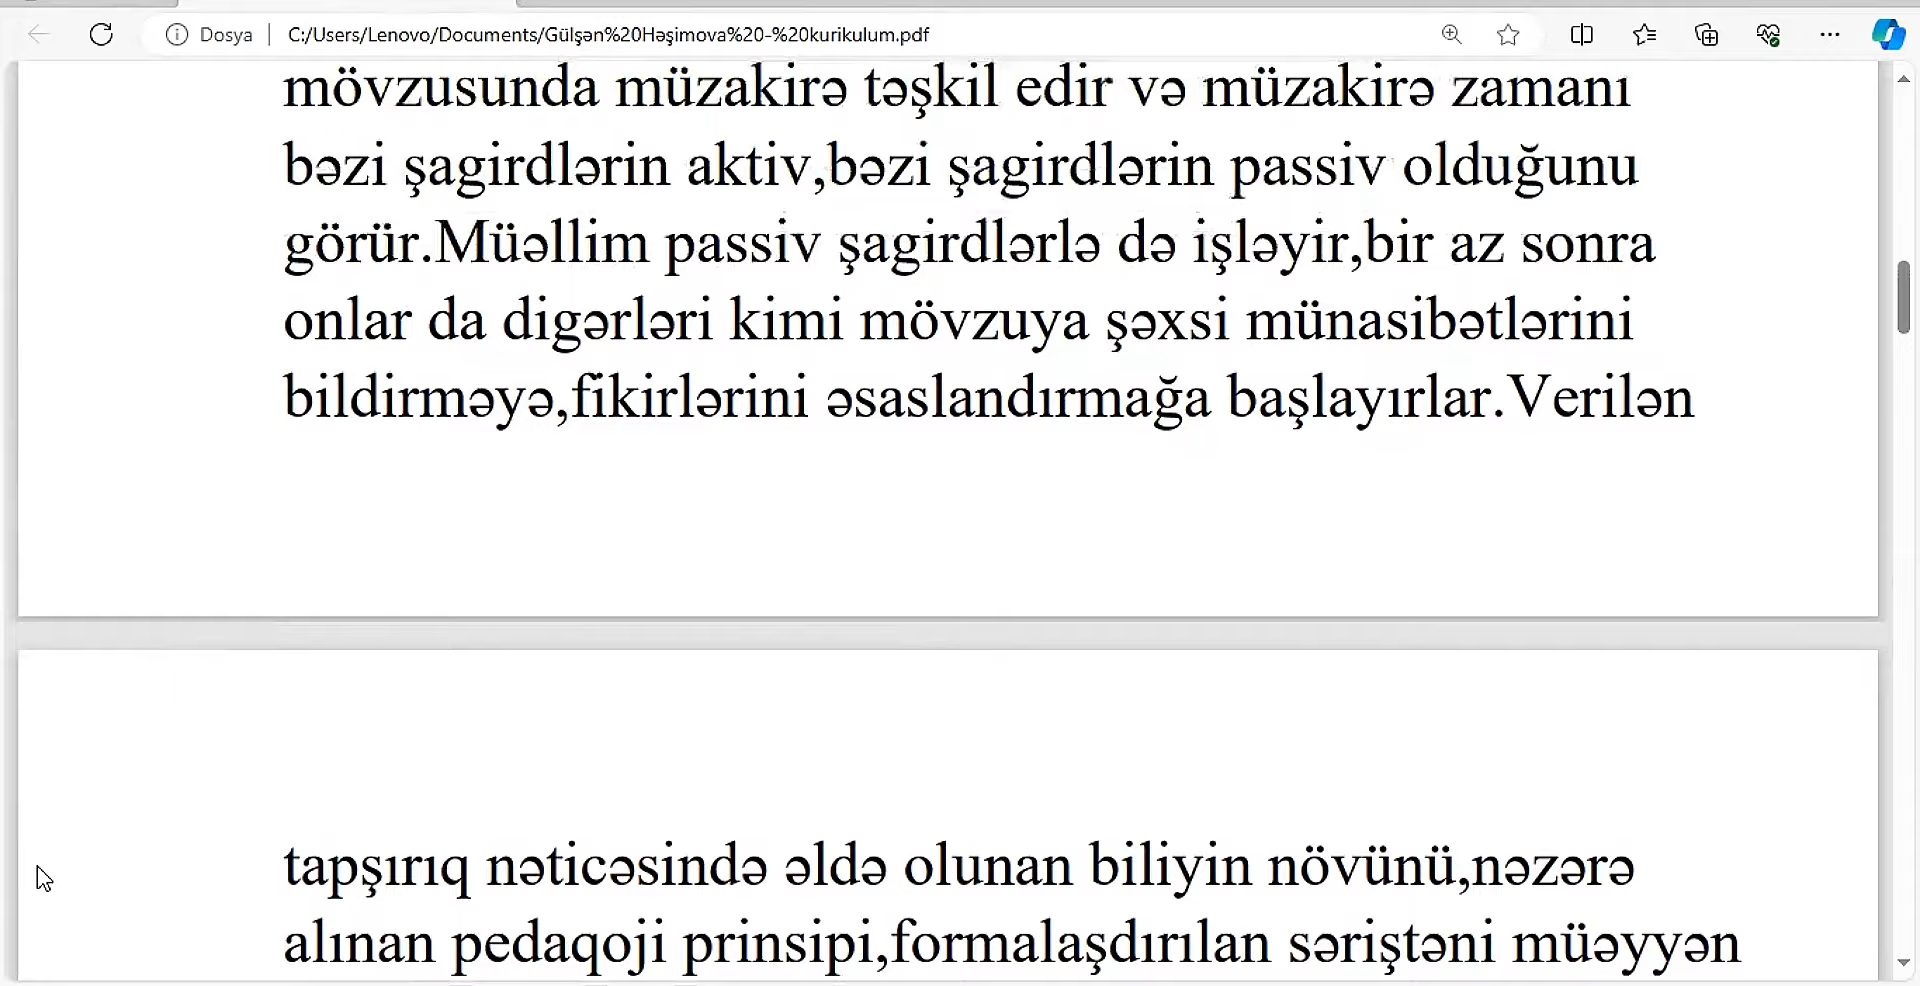 Dosya
C:/Users/Lenovo/Documents/Gülşən%20Həşimova%20-%20kurikulum.pdf
mövzusunda müzakirə təşkil edir və müzakirə zamanı
bəzi şagirdlərin aktiv,bəzi şagirdlərin passiv olduğunu
görür.Müəllim passiv şagirdlərlə də işləyir,bir az sonra
onlar da digərləri kimi mövzuya şəxsi münasibətlərini
bildirməyə,fikirlərini əsaslandırmağa başlayırlar.Verilən
tapşırıq nəticəsində əldə olunan biliyin növünü,nəzərə
alınan pedaqoji prinsipi,formalaşdırılan səriştəni müəyyən